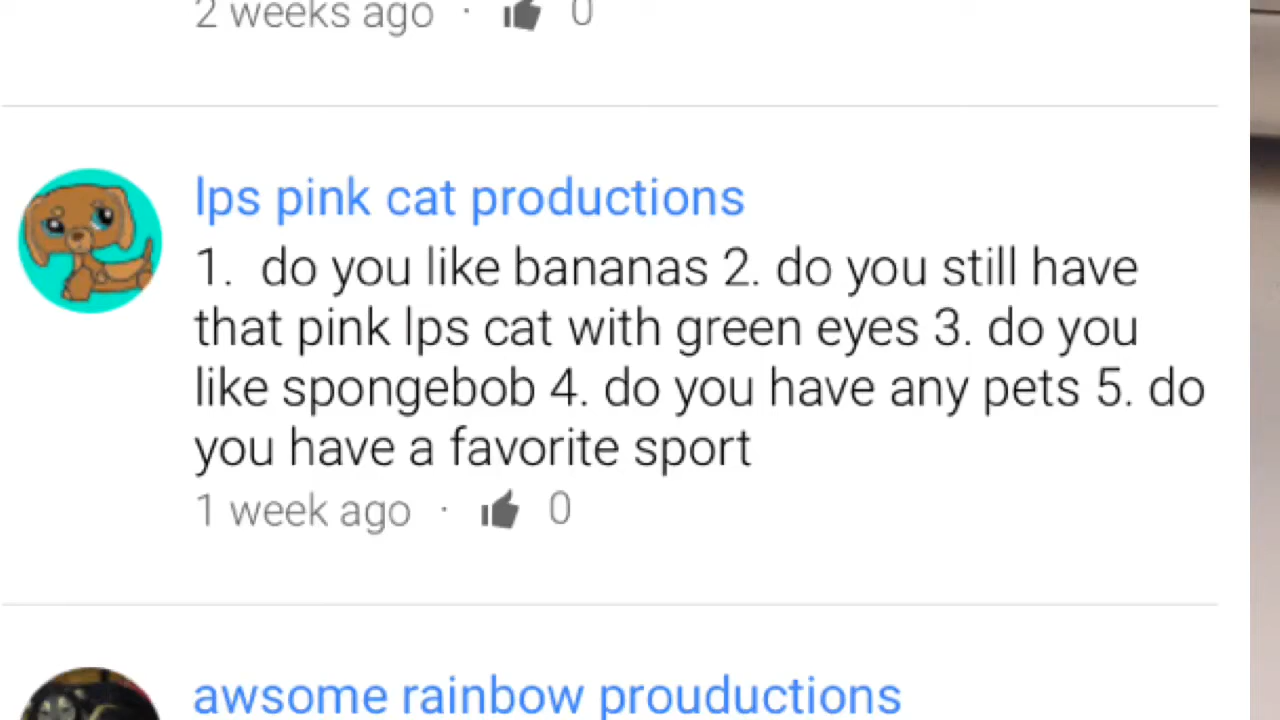 2 weeks ago · 0
lps pink cat productions
1.  do you like bananas 2. do you still have
that pink lps cat with green eyes 3. do you
like spongebob 4. do you have any pets 5. do
you have a favorite sport
1 week ago · 0
awsome rainbow prouductions